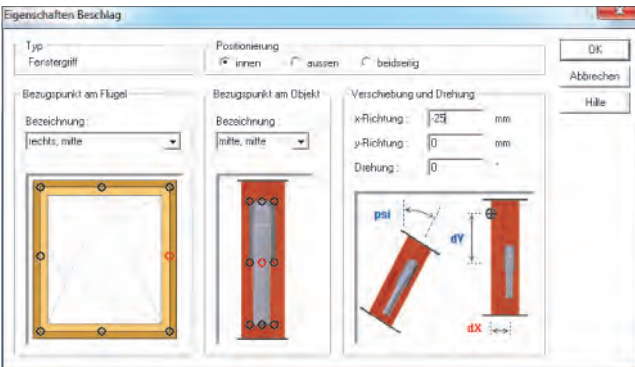 Eigenschaften Beschlag
Typ
Fenstergriff
Positionierung
innen
aussen
beidseitig
OK
Abbrechen
Hilfe
Bezugspunkt am Flügel
Bezeichnung :
rechts, mitte
Bezugspunkt am Objekt
Bezeichnung :
mitte, mitte
Verschiebung und Drehung
x-Richtung : -25 mm
y-Richtung : 0 mm
Drehung : 0 °
psi
dY
dX